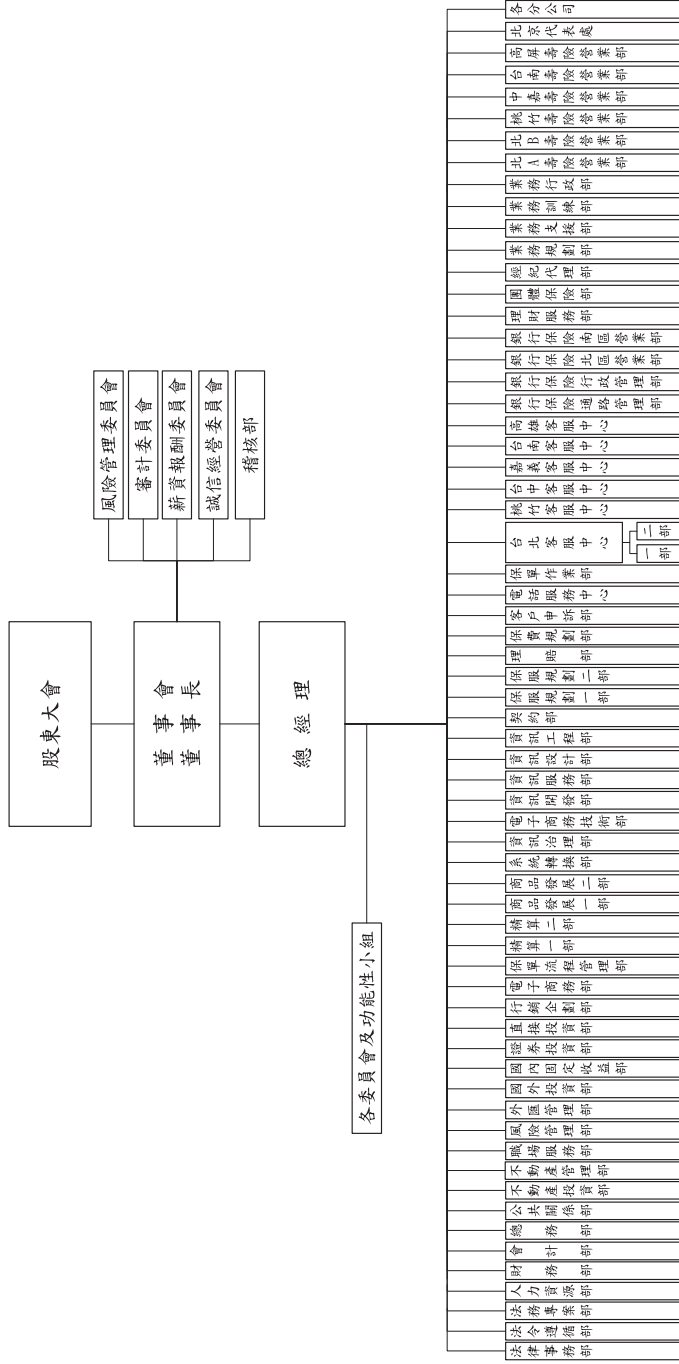 股東大會
董事會
董事長
總經理
風險管理委員會
審計委員會
薪資報酬委員會
誠信經營委員會
稽核部
各委員會及功能性小組
法律事務部
法令遵循部
法務專案部
人力資源部
財務部
會計部
總務部
公共關係部
不動產投資部
不動產管理部
職場服務部
風險管理部
外匯管理部
國外投資部
國內固定收益部
證券投資部
直接投資部
行銷企劃部
電子商務部
保單流程管理部
精算一部
精算二部
商品發展一部
商品發展二部
系統轉換部
資訊治理部
電子商務技術部
資訊開發部
資訊服務部
資訊設計部
資訊工程部
契約部
保服規劃一部
保服規劃二部
理賠部
保費規劃部
客戶申訴部
電話服務中心
保單作業部
台北客服中心
一部
二部
桃竹客服中心
台中客服中心
嘉義客服中心
台南客服中心
高雄客服中心
銀行保險通路管理部
銀行保險行政管理部
銀行保險北區營業部
銀行保險南區營業部
理財服務部
團體保險部
經紀代理部
業務規劃部
業務支援部
業務訓練部
業務行政部
北A壽險營業部
北B壽險營業部
桃竹壽險營業部
中嘉壽險營業部
台南壽險營業部
高屏壽險營業部
北京代表處
各分公司